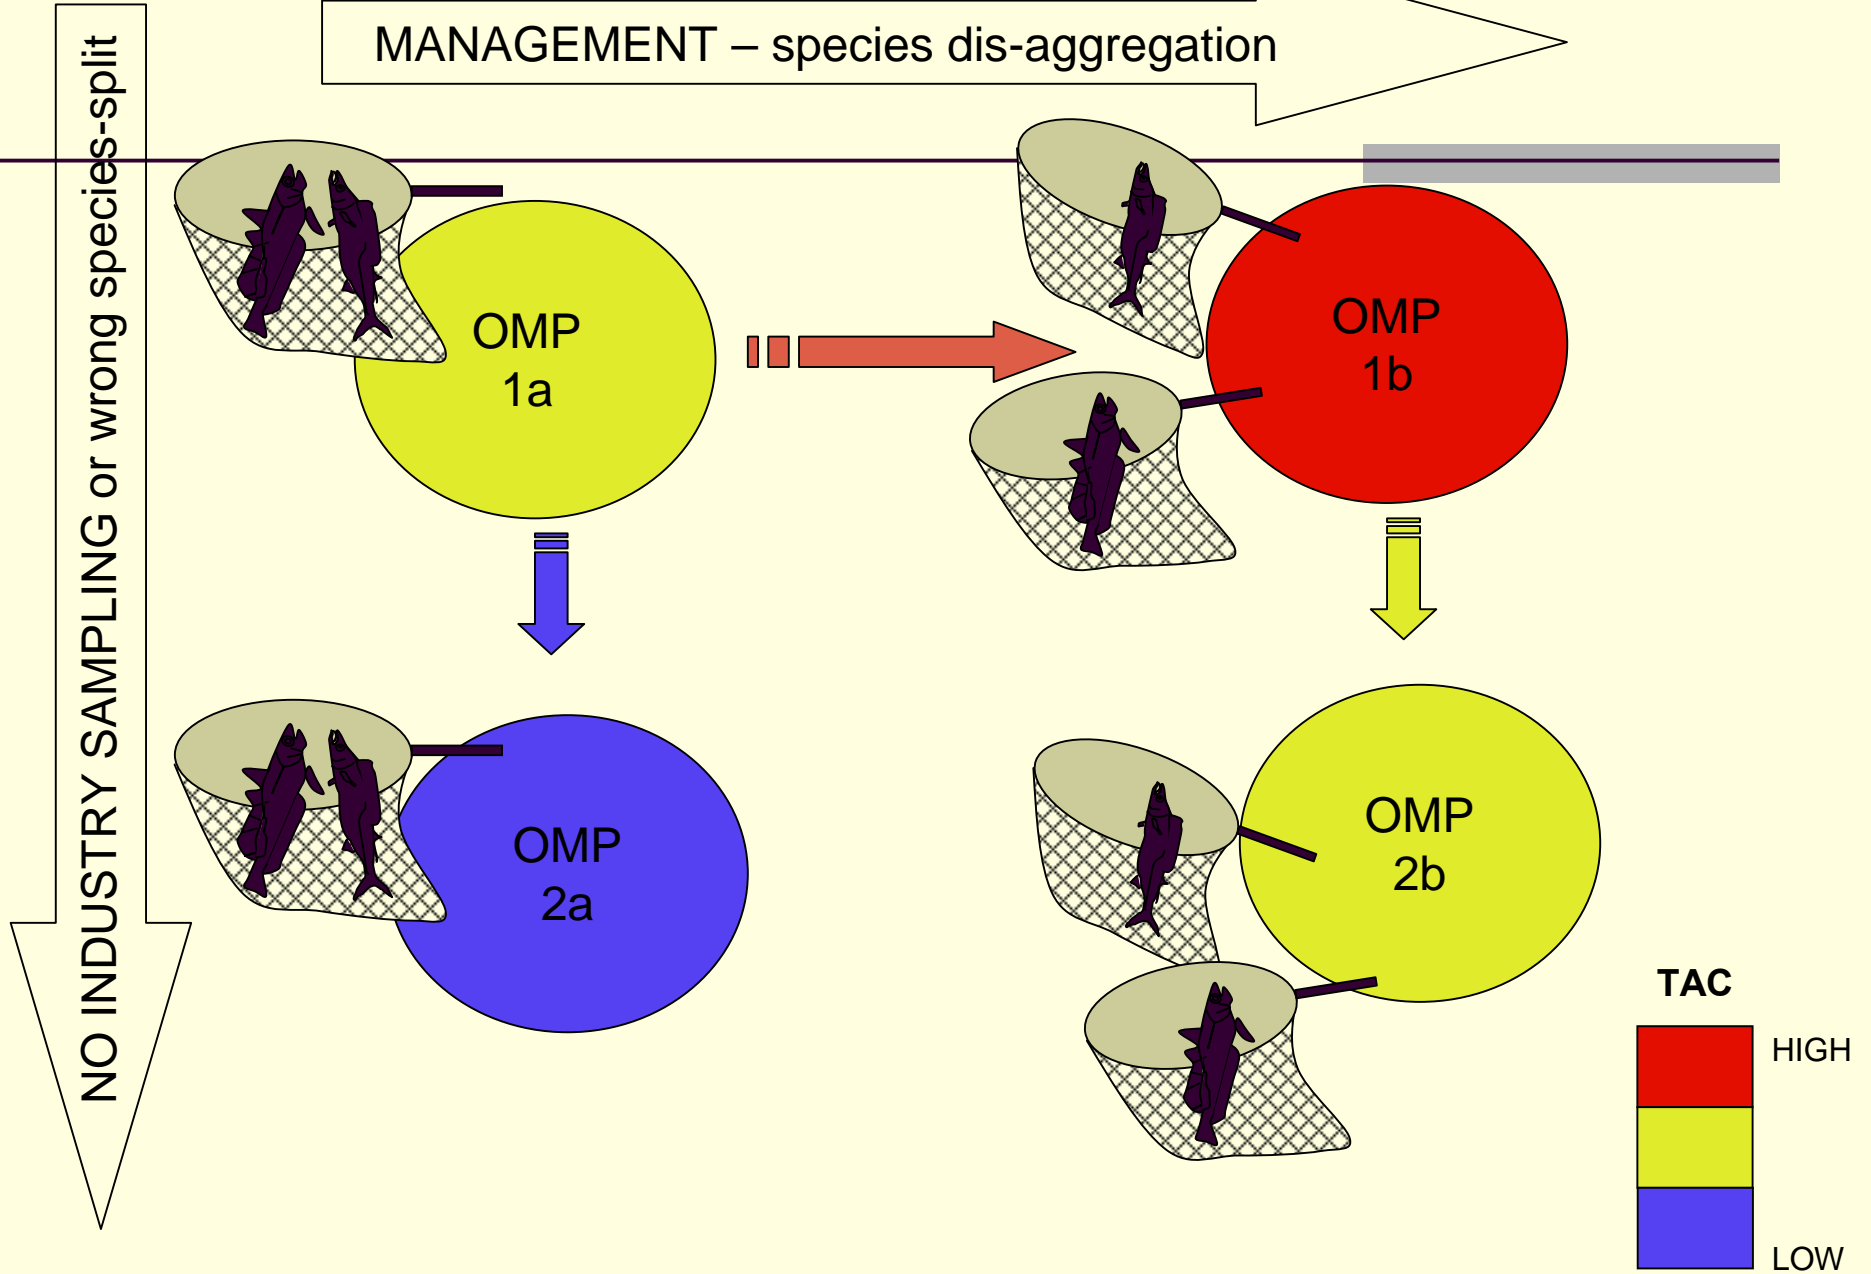 MANAGEMENT – species dis-aggregation
NO INDUSTRY SAMPLING or wrong species-split
OMP
1a
OMP
1b
OMP
2a
OMP
2b
TAC
HIGH
LOW